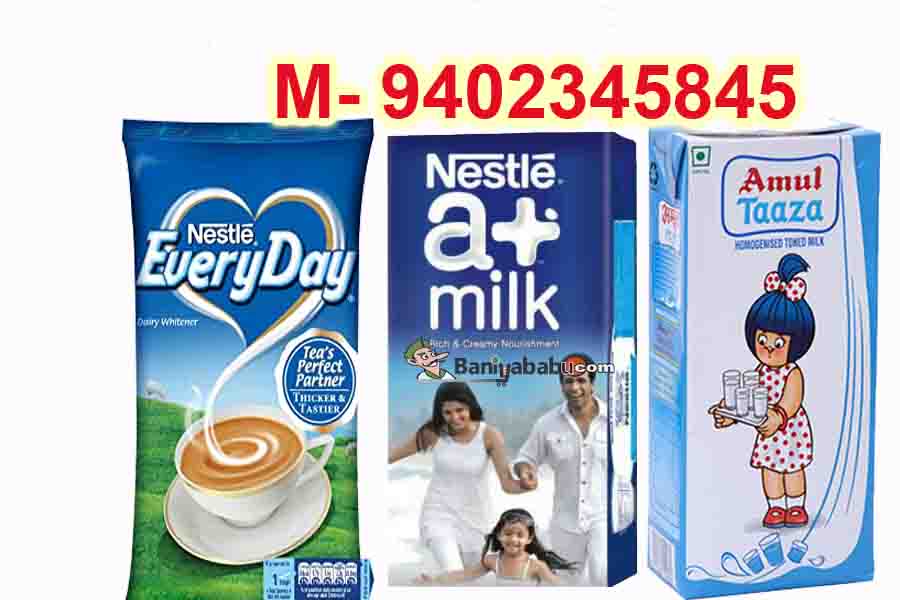 M- 9402345845
Nestlé
EveryDay
Dairy Whitener
Tea's
Perfect
Partner
THICKER &
TASTIER
1
Nestlé
a+
milk
Rich & Creamy Nourishment
Baniyababu.com
Amul
Taaza
HOMOGENISED TONED MILK